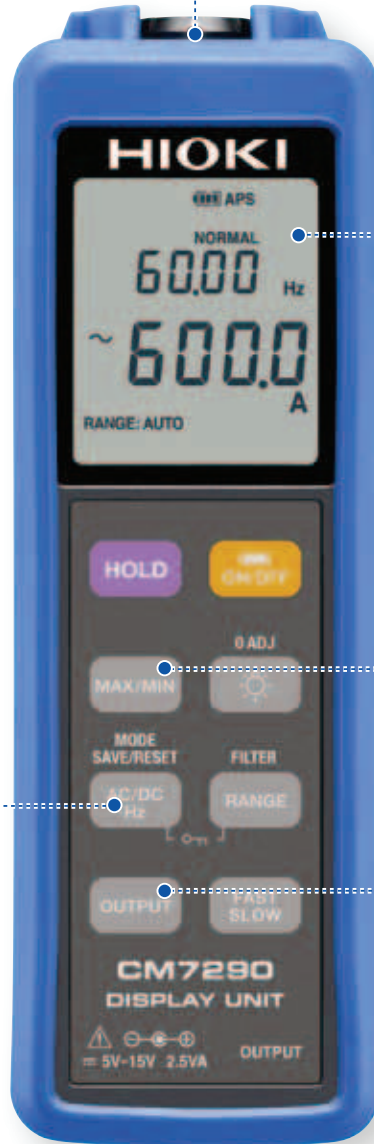 HIOKI
APS
NORMAL
60.00 Hz
~ 600.0
A
RANGE: AUTO
HOLD
ON/OFF
0 ADJ
MAX/MIN
MODE
SAVE/RESET FILTER
AC/DC
Hz RANGE
OUTPUT FAST
SLOW
CM7290
DISPLAY UNIT
OUTPUT
⎓ 5V-15V 2.5VA